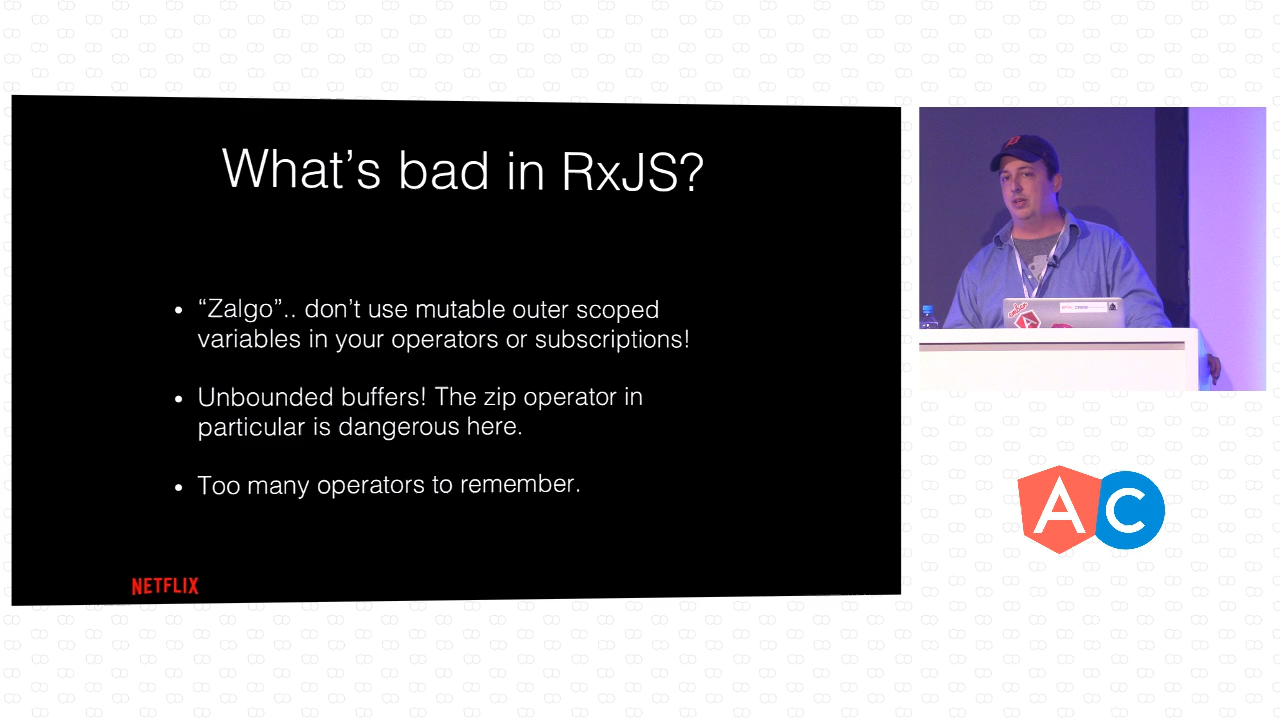 What's bad in RxJS?
• “Zalgo”.. don't use mutable outer scoped
variables in your operators or subscriptions!
• Unbounded buffers! The zip operator in
particular is dangerous here.
• Too many operators to remember.
NETFLIX
A C